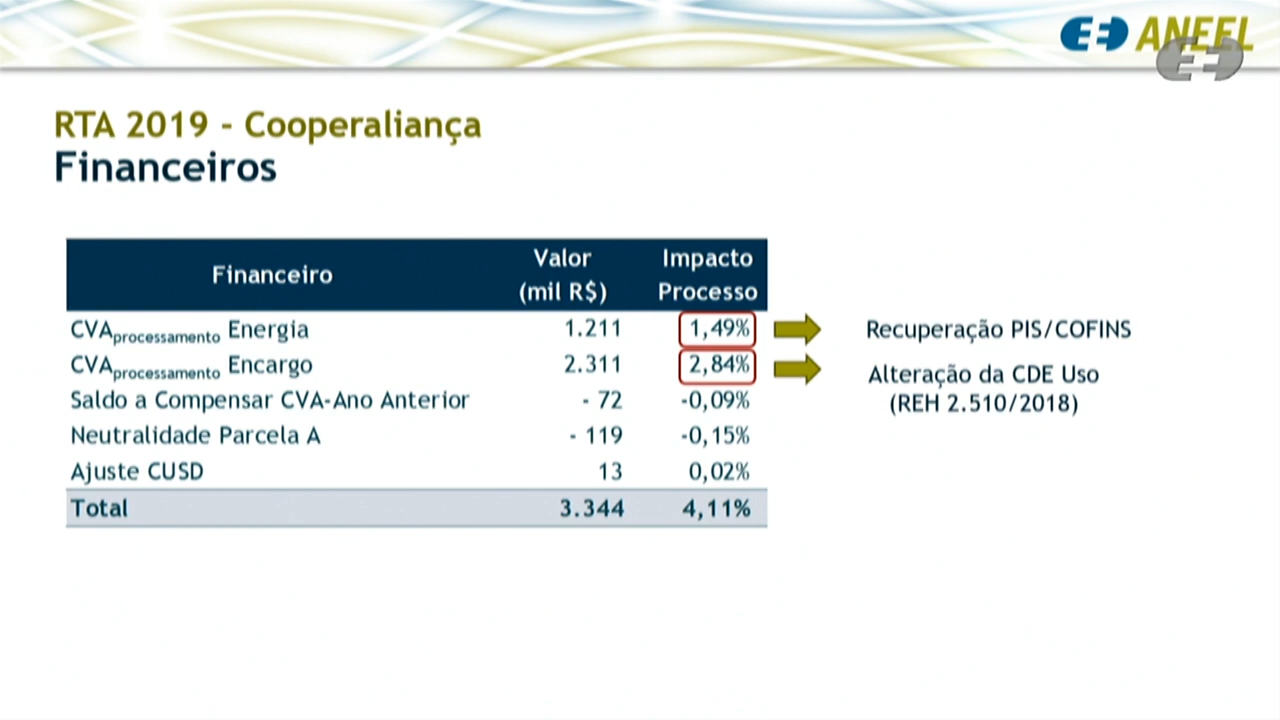 ANEEL
RTA 2019 - Cooperaliança
Financeiros
Financeiro Valor (mil R$) Impacto Processo
CVAprocessamento Energia 1.211 1,49% Recuperação PIS/COFINS
CVAprocessamento Encargo 2.311 2,84% Alteração da CDE Uso
(REH 2.510/2018)
Saldo a Compensar CVA-Ano Anterior - 72 -0,09%
Neutralidade Parcela A - 119 -0,15%
Ajuste CUSD 13 0,02%
Total 3.344 4,11%